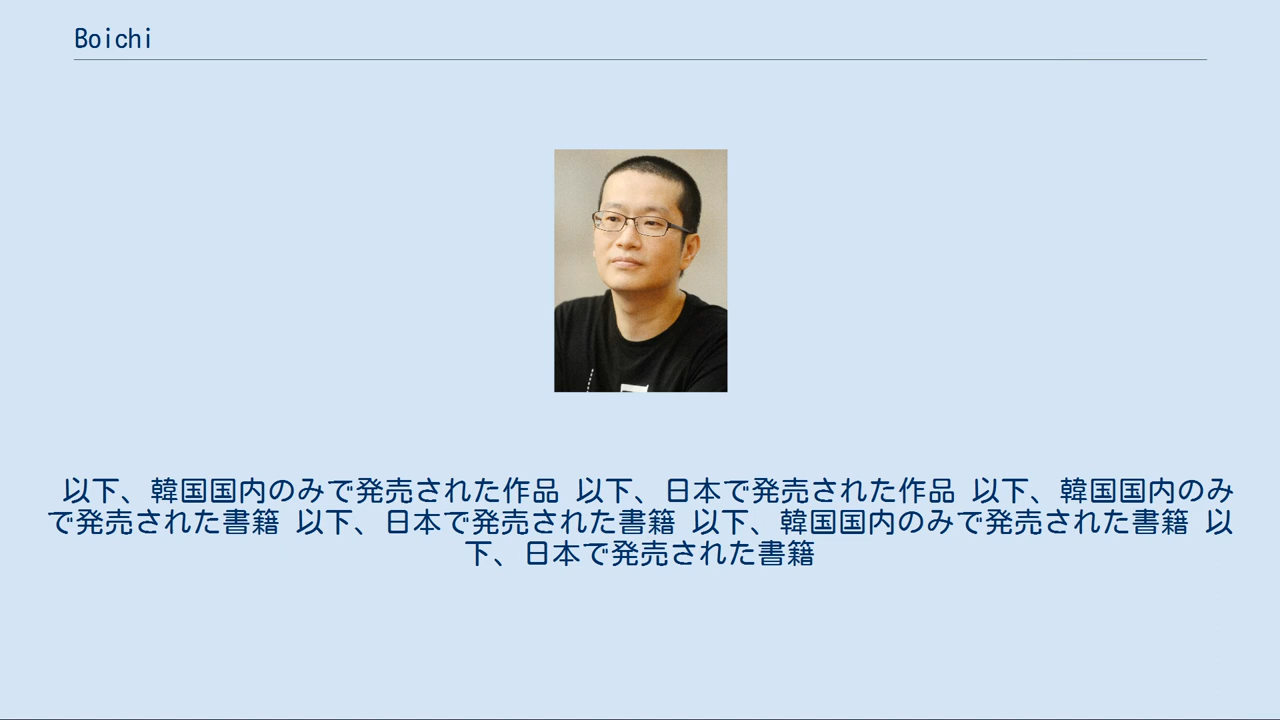 Boichi
以下、韓国国内のみで発売された作品 以下、日本で発売された作品 以下、韓国国内のみ
で発売された書籍 以下、日本で発売された書籍 以下、韓国国内のみで発売された書籍 以
下、日本で発売された書籍